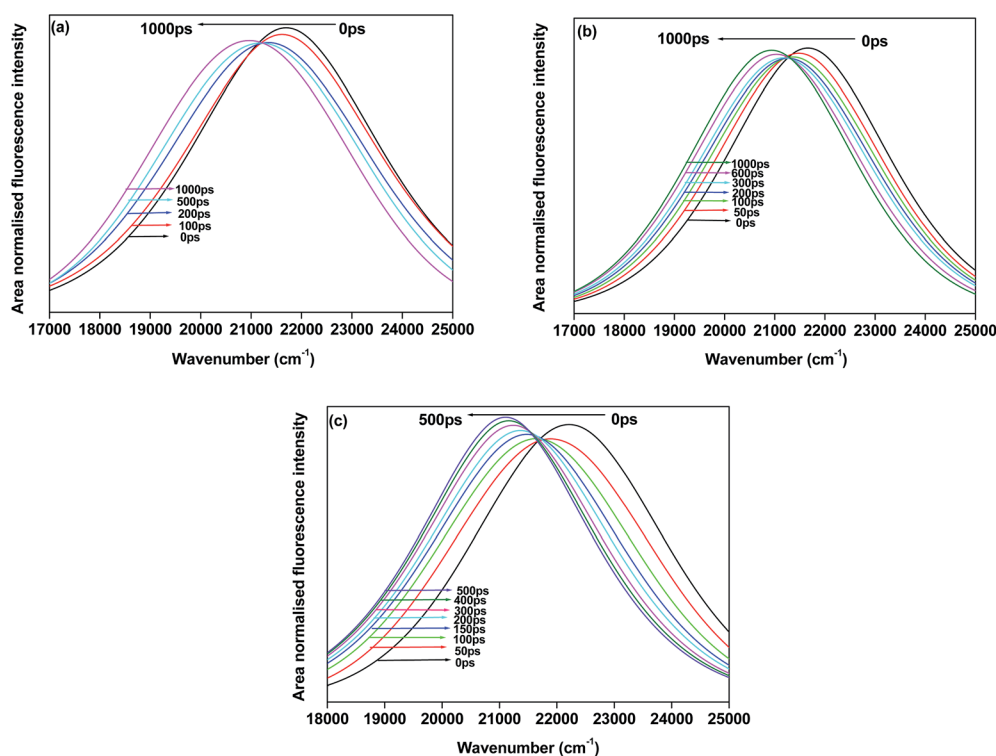 (a)
1000ps 0ps
Area normalised fluorescence intensity
1000ps
500ps
200ps
100ps
0ps
17000 18000 19000 20000 21000 22000 23000 24000 25000
Wavenumber (cm⁻¹)
(b)
1000ps 0ps
Area normalised fluorescence intensity
1000ps
600ps
300ps
200ps
100ps
50ps
0ps
17000 18000 19000 20000 21000 22000 23000 24000 25000
Wavenumber (cm⁻¹)
(c)
500ps 0ps
Area normalised fluorescence intensity
500ps
400ps
300ps
200ps
150ps
100ps
50ps
0ps
18000 19000 20000 21000 22000 23000 24000 25000
Wavenumber (cm⁻¹)